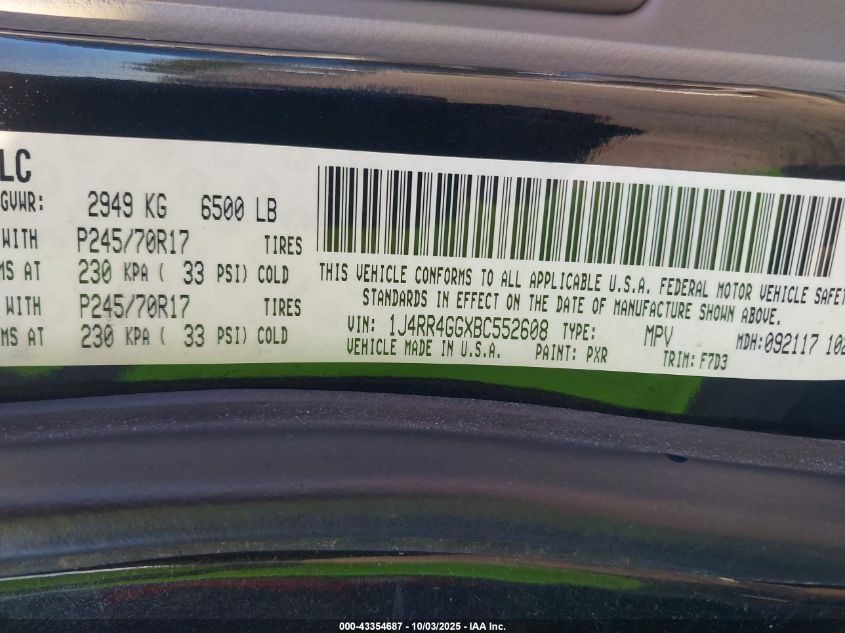 LC
GVWR: 2949 KG 6500 LB
WITH P245/70R17 TIRES
MS AT 230 KPA ( 33 PSI) COLD
WITH P245/70R17 TIRES
MS AT 230 KPA ( 33 PSI) COLD
THIS VEHICLE CONFORMS TO ALL APPLICABLE U.S.A. FEDERAL MOTOR VEHICLE SAFET
STANDARDS IN EFFECT ON THE DATE OF MANUFACTURE SHOWN ABOVE.
VIN: 1J4RR4GGXBC552608 TYPE: MPV MDH:092117 102
VEHICLE MADE IN U.S.A. PAINT: PXR TRIM: F7D3
000-43354687 - 10/03/2025 - IAA Inc.